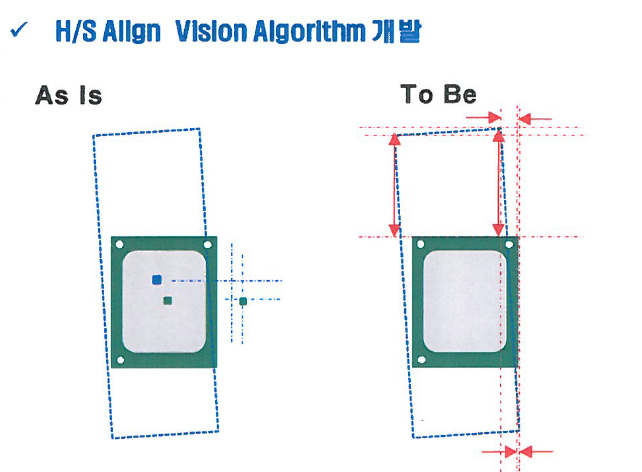 ✓ H/S Align Vision Algorithm 개발
As Is
To Be